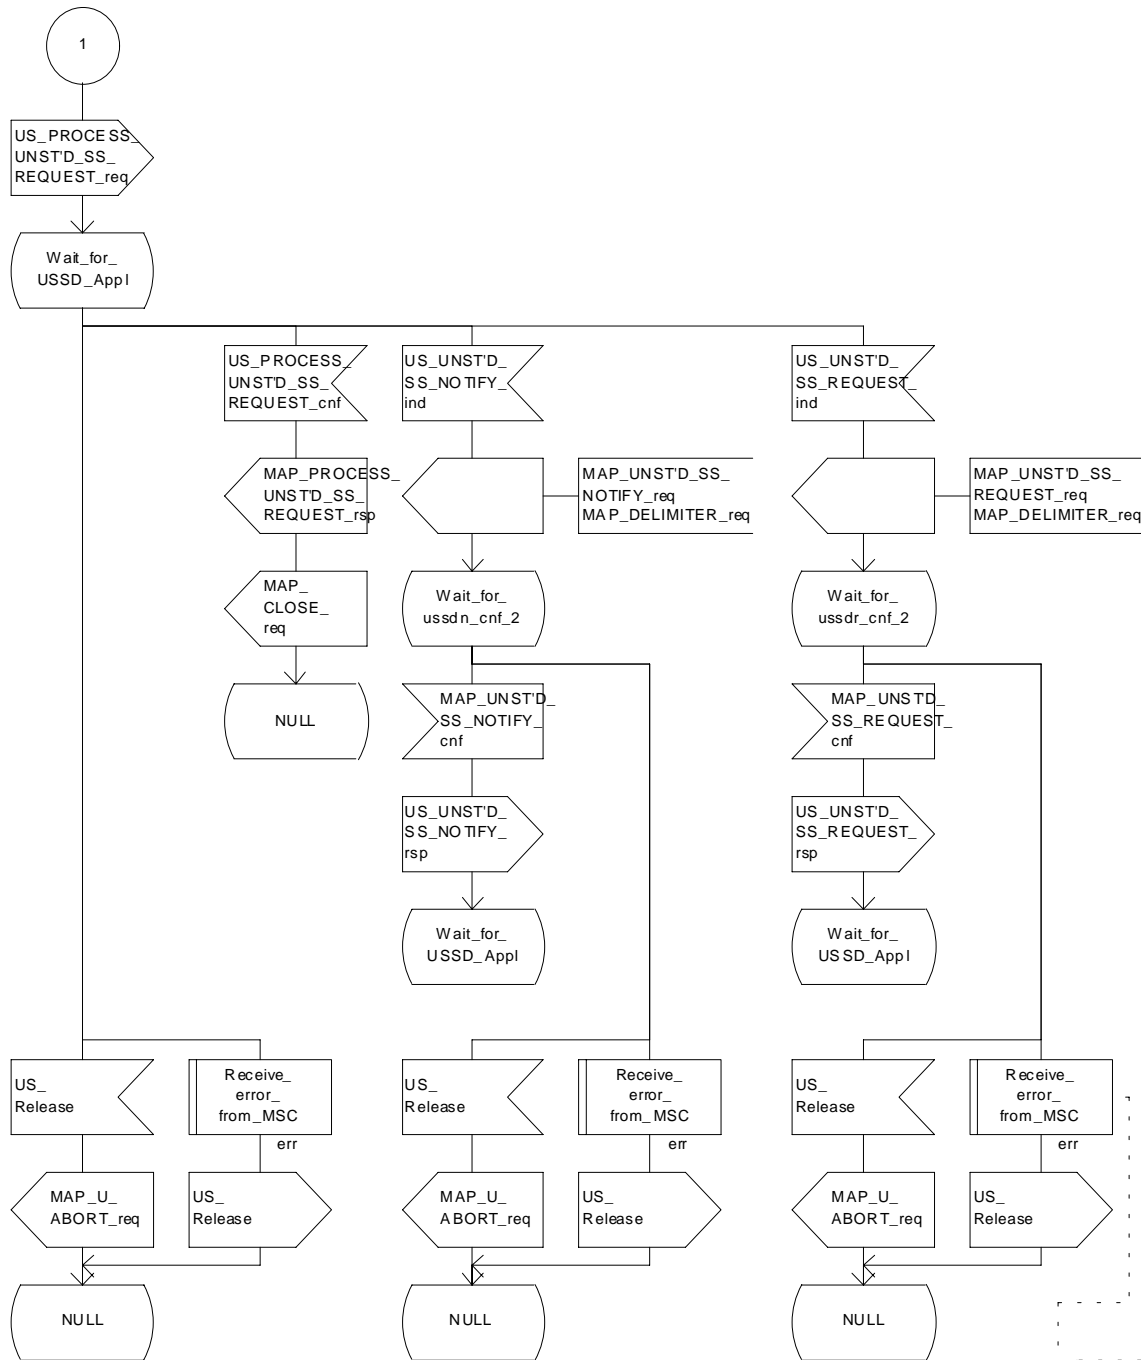 1
US_PROCESS_
UNST'D_SS_
REQUEST_req
Wait_for_
USSD_Appl
US_PROCESS_
UNST'D_SS_
REQUEST_cnf
US_UNST'D_
SS_NOTIFY_
ind
US_UNST'D_
SS_REQUEST_
ind
MAP_PROCESS_
UNST'D_SS_
REQUEST_rsp
MAP_UNST'D_SS_
NOTIFY_req
MAP_DELIMITER_req
MAP_UNST'D_SS_
REQUEST_req
MAP_DELIMITER_req
MAP_
CLOSE_
req
Wait_for_
ussdn_cnf_2
Wait_for_
ussdr_cnf_2
NULL
MAP_UNST'D_
SS_NOTIFY_
cnf
MAP_UNST'D_
SS_REQUEST_
cnf
US_UNST'D_
SS_NOTIFY_
rsp
US_UNST'D_
SS_REQUEST_
rsp
Wait_for_
USSD_Appl
Wait_for_
USSD_Appl
US_
Release
Receive_
error_
from_MSC
err
US_
Release
Receive_
error_
from_MSC
err
US_
Release
Receive_
error_
from_MSC
err
MAP_U_
ABORT_req
US_
Release
MAP_U_
ABORT_req
US_
Release
MAP_U_
ABORT_req
US_
Release
NULL
NULL
NULL